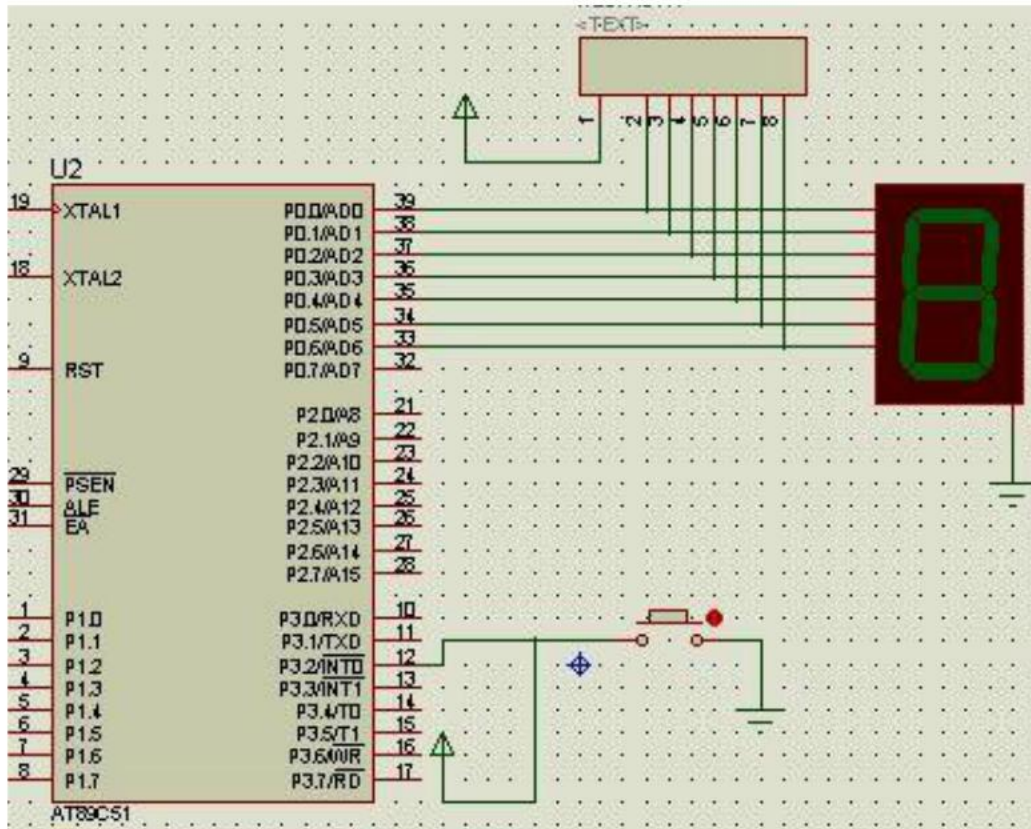 <TEXT>
1 2 3 4 5 6 7 8
U2
19 XTAL1 P0.0/AD0 39
P0.1/AD1 38
P0.2/AD2 37
18 XTAL2 P0.3/AD3 36
P0.4/AD4 35
P0.5/AD5 34
P0.6/AD6 33
9 RST P0.7/AD7 32
P2.0/A8 21
P2.1/A9 22
P2.2/A10 23
29 PSEN P2.3/A11 24
30 ALE P2.4/A12 25
31 EA P2.5/A13 26
P2.6/A14 27
P2.7/A15 28
1 P1.0 P3.0/RXD 10
2 P1.1 P3.1/TXD 11
3 P1.2 P3.2/INT0 12
4 P1.3 P3.3/INT1 13
5 P1.4 P3.4/T0 14
6 P1.5 P3.5/T1 15
7 P1.6 P3.6/WR 16
8 P1.7 P3.7/RD 17
AT89C51